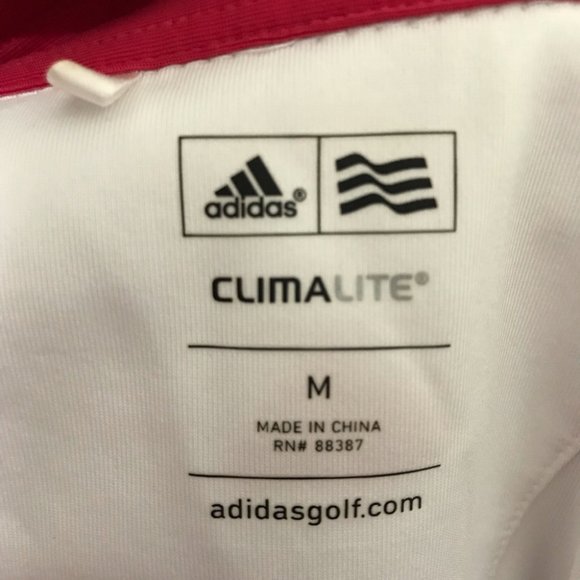 adidas®
CLIMALITE®
M
MADE IN CHINA
RN# 88387
adidasgolf.com